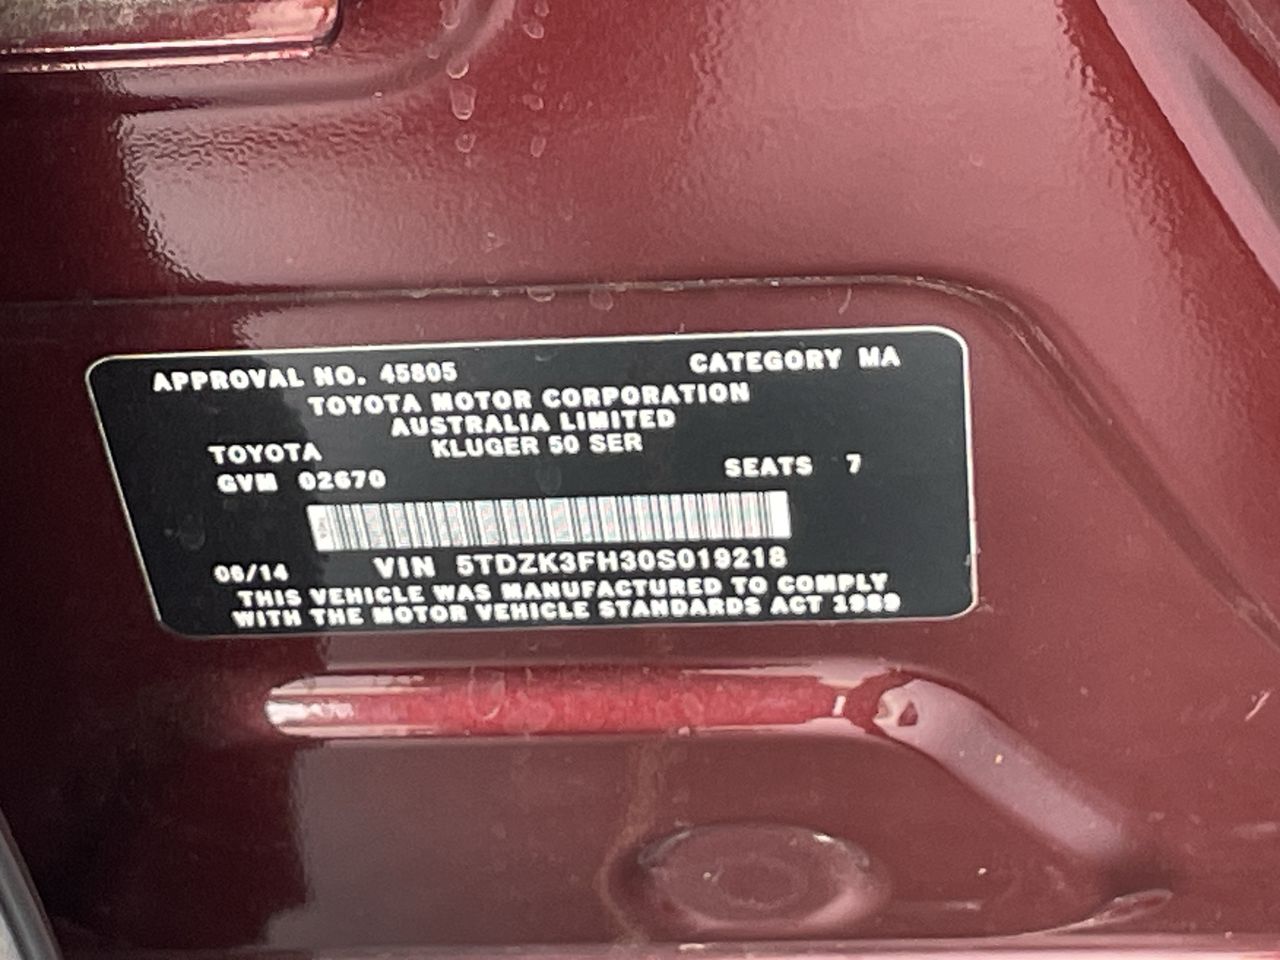 APPROVAL NO. 45805 CATEGORY MA
TOYOTA MOTOR CORPORATION
AUSTRALIA LIMITED
TOYOTA KLUGER 50 SER
GVM 02670 SEATS 7
06/14 VIN 5TDZK3FH30S019218
THIS VEHICLE WAS MANUFACTURED TO COMPLY
WITH THE MOTOR VEHICLE STANDARDS ACT 1989